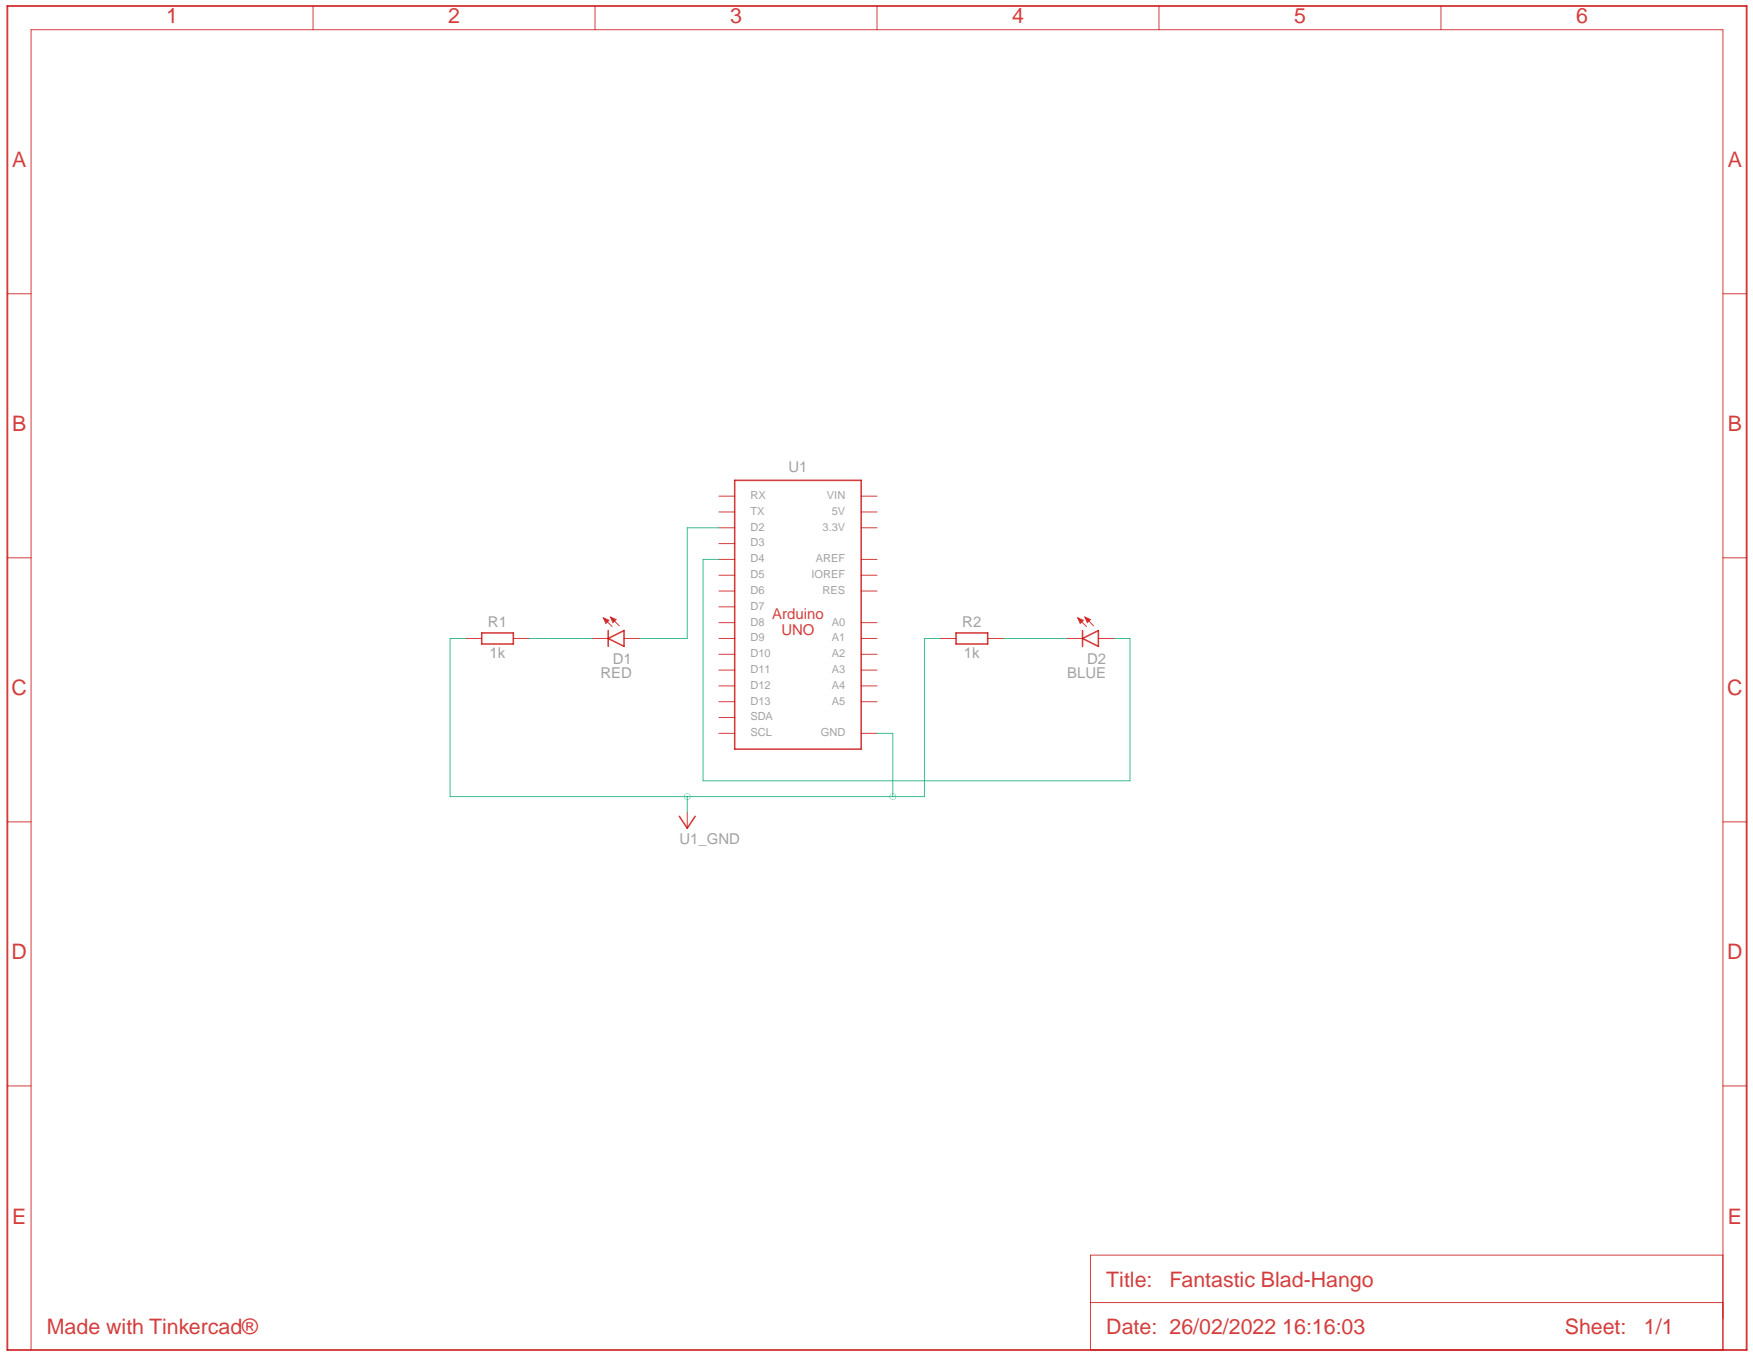 1 2 3 4 5 6
A A
B B
U1
RX VIN
TX 5V
D2 3.3V
D3
D4 AREF
D5 IOREF
D6 RES
D7
Arduino
UNO
D8 A0
D9 A1
D10 A2
D11 A3
D12 A4
D13 A5
SDA
SCL GND
R1
1k
D1
RED
R2
1k
D2
BLUE
C C
U1_GND
D D
E E
Title: Fantastic Blad-Hango
Made with Tinkercad®
Date: 26/02/2022 16:16:03 Sheet: 1/1